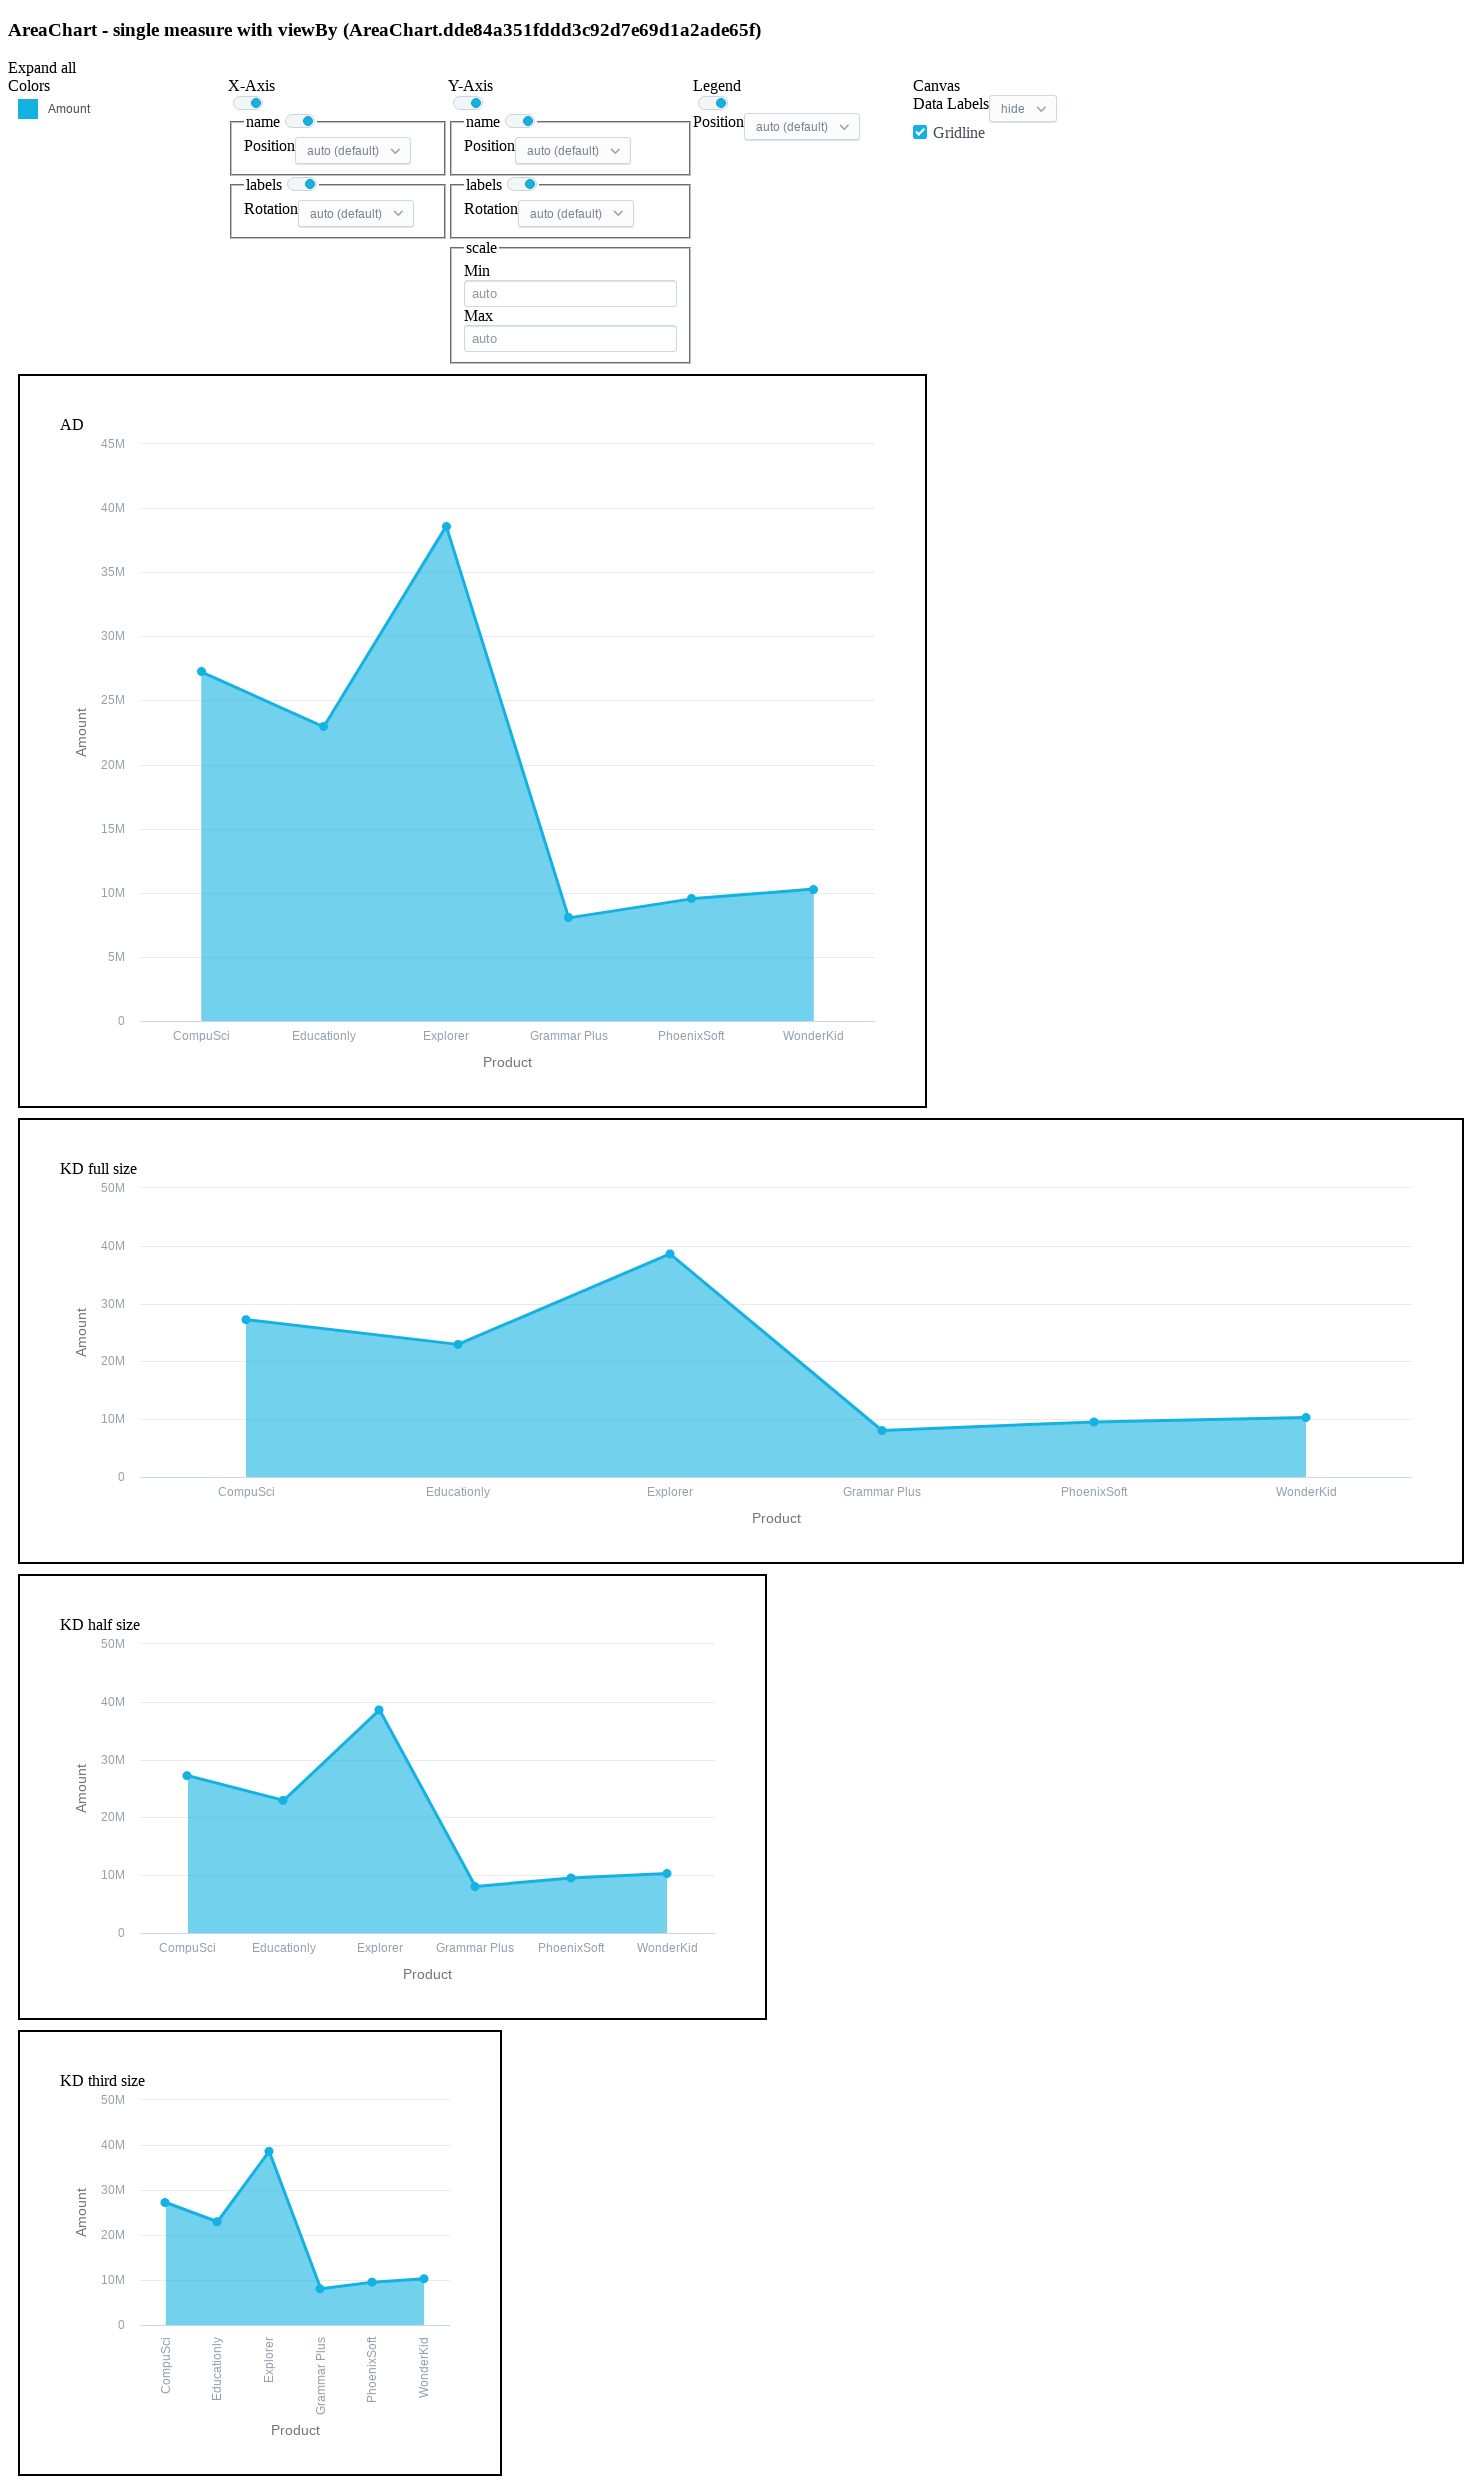 AreaChart - single measure with viewBy (AreaChart.dde84a351fddd3c92d7e69d1a2ade65f)
Expand all
Colors
Amount
X-Axis
name
Position auto (default)
labels
Rotation auto (default)
Y-Axis
name
Position auto (default)
labels
Rotation auto (default)
scale
Min
auto
Max
auto
Legend
Position auto (default)
Canvas
Data Labels hide
Gridline
AD
45M
40M
35M
30M
25M
20M
15M
10M
5M
0
Amount
CompuSci Educationly Explorer Grammar Plus PhoenixSoft WonderKid
Product
KD full size
50M
40M
30M
20M
10M
0
Amount
CompuSci Educationly Explorer Grammar Plus PhoenixSoft WonderKid
Product
KD half size
50M
40M
30M
20M
10M
0
Amount
CompuSci Educationly Explorer Grammar Plus PhoenixSoft WonderKid
Product
KD third size
50M
40M
30M
20M
10M
0
Amount
CompuSci
Educationly
Explorer
Grammar Plus
PhoenixSoft
WonderKid
Product